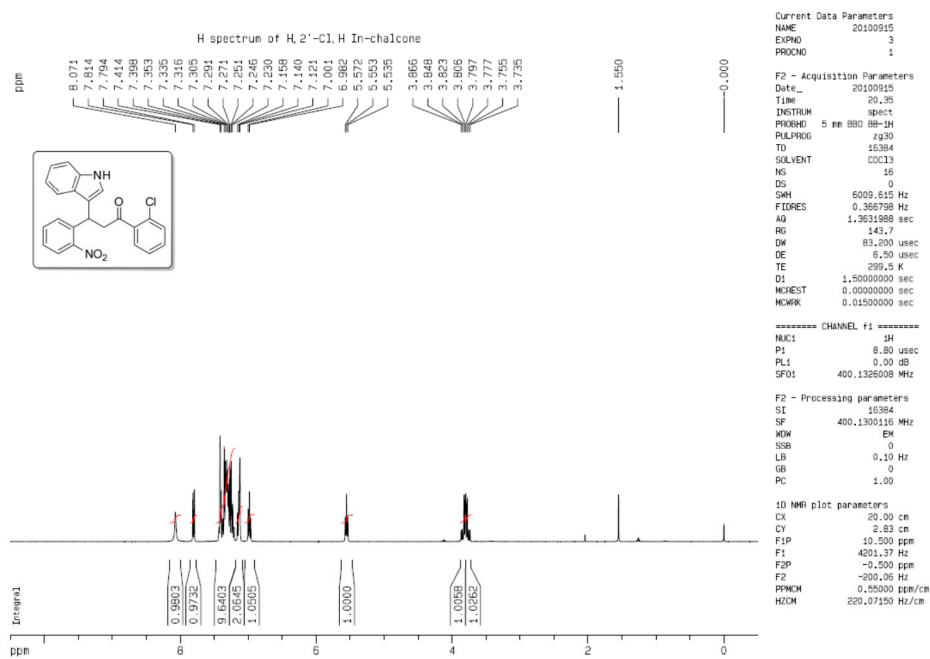 H spectrum of H, 2'-Cl, H In-chalcone
ppm
8.071
7.814
7.794
7.414
7.398
7.353
7.335
7.316
7.305
7.291
7.271
7.251
7.246
7.230
7.158
7.140
7.121
7.001
6.982
5.572
5.553
5.535
3.866
3.848
3.823
3.806
3.797
3.777
3.755
3.735
1.550
-0.000
NH
O
Cl
NO2
Integral
0.9803
0.9732
9.6403
2.0645
1.0505
1.0000
1.0058
1.0262
ppm
8
6
4
2
0
Current Data Parameters
NAME 20100915
EXPNO 3
PROCNO 1
F2 - Acquisition Parameters
Date_ 20100915
Time 20.35
INSTRUM spect
PROBHD 5 mm BBO BB-1H
PULPROG zg30
TD 16384
SOLVENT CDCl3
NS 16
DS 0
SWH 6009.615 Hz
FIDRES 0.366798 Hz
AQ 1.3631988 sec
RG 143.7
DW 83.200 usec
DE 6.50 usec
TE 299.5 K
D1 1.50000000 sec
MCREST 0.00000000 sec
MCWRK 0.01500000 sec
======== CHANNEL f1 ========
NUC1 1H
P1 8.80 usec
PL1 0.00 dB
SFO1 400.1326008 MHz
F2 - Processing parameters
SI 16384
SF 400.1300116 MHz
WDW EM
SSB 0
LB 0.10 Hz
GB 0
PC 1.00
1D NMR plot parameters
CX 20.00 cm
CY 2.83 cm
F1P 10.500 ppm
F1 4201.37 Hz
F2P -0.500 ppm
F2 -200.06 Hz
PPMCM 0.55000 ppm/cm
HZCM 220.07150 Hz/cm